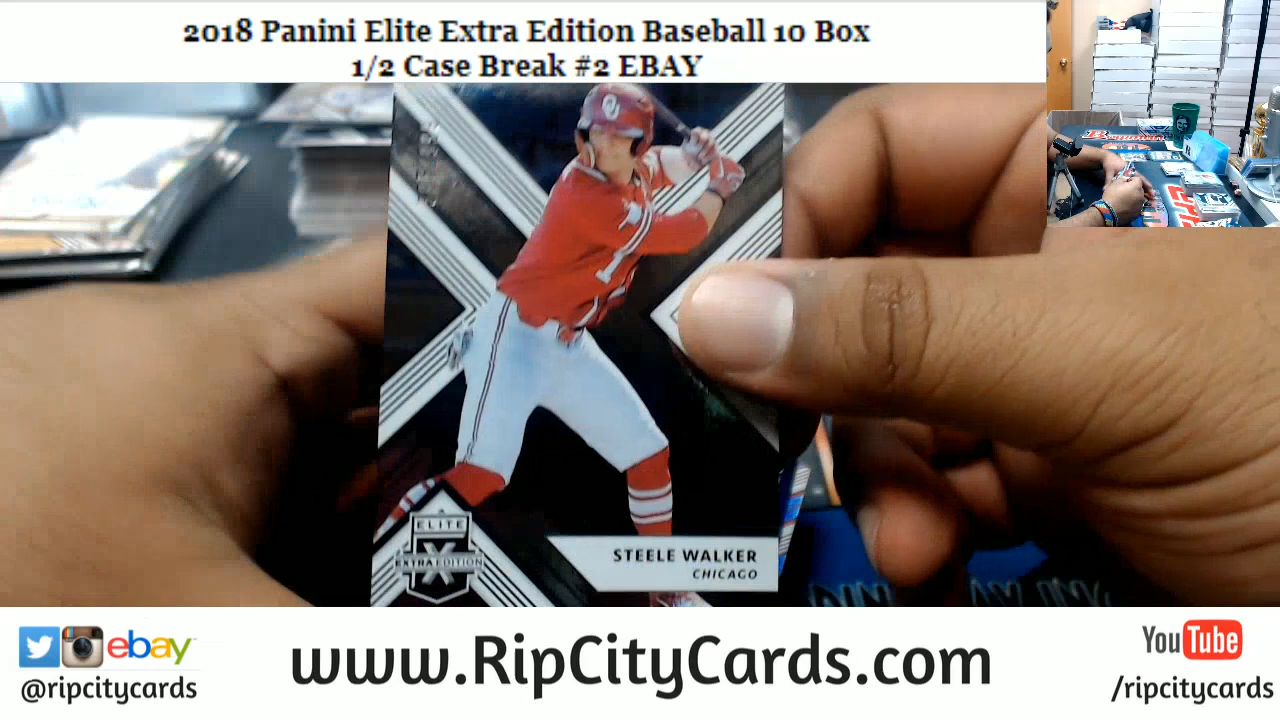 2018 Panini Elite Extra Edition Baseball 10 Box
1/2 Case Break #2 EBAY
OU
ELITE
X
EXTRA EDITION
STEELE WALKER
CHICAGO
ebay
@ripcitycards
www.RipCityCards.com
YouTube
/ripcitycards